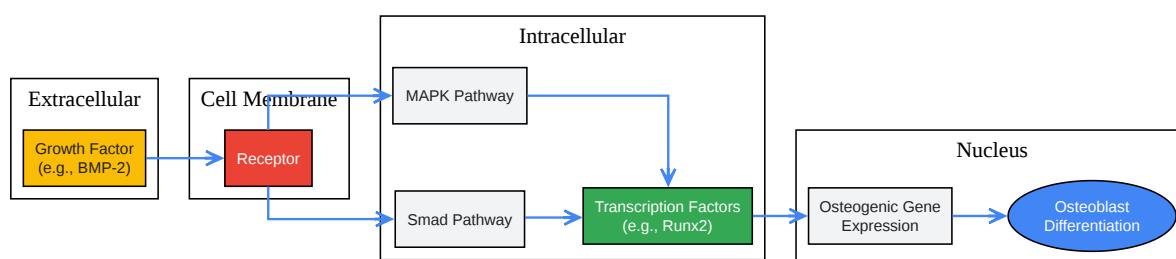 Extracellular
Growth Factor
(e.g., BMP-2)
Cell Membrane
Receptor
Intracellular
MAPK Pathway
Smad Pathway
Transcription Factors
(e.g., Runx2)
Nucleus
Osteogenic Gene
Expression
Osteoblast
Differentiation